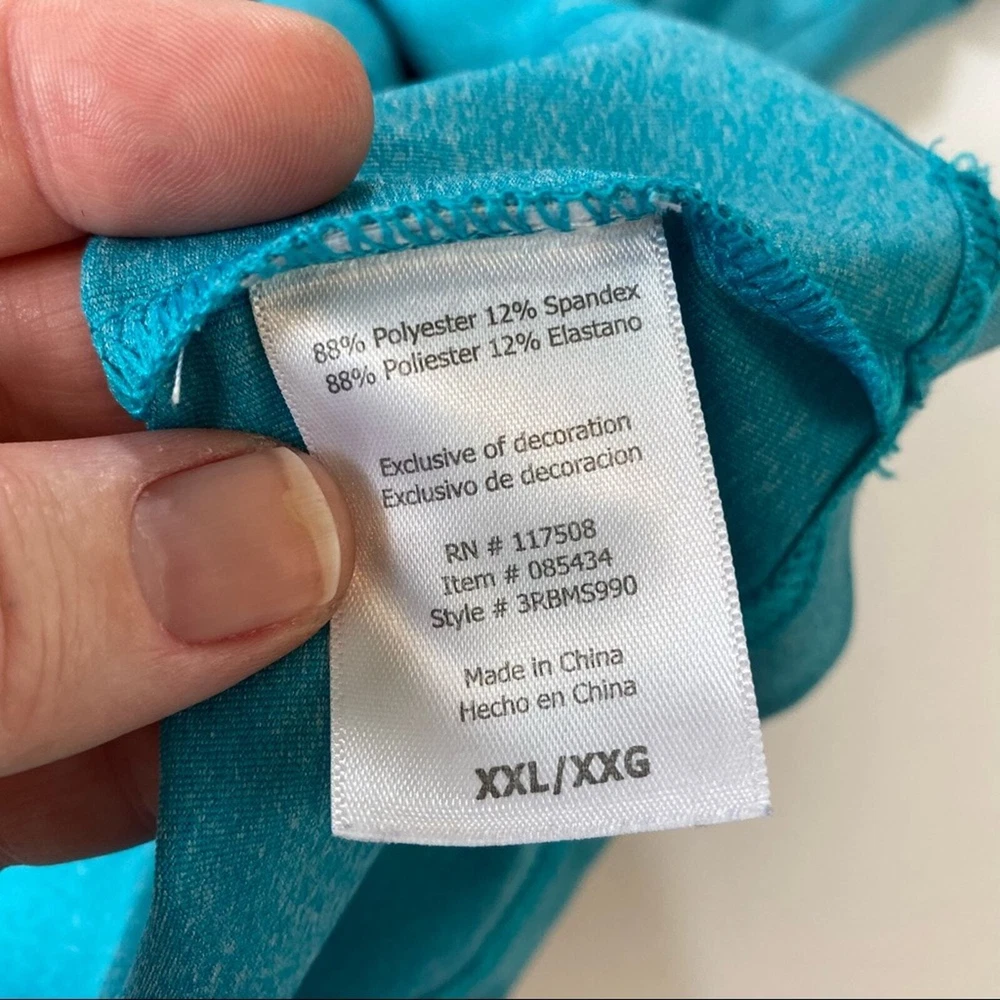 88% Polyester 12% Spandex
88% Poliester 12% Elastano
Exclusive of decoration
Exclusivo de decoracion
RN # 117508
Item # 085434
Style # 3RBMS990
Made in China
Hecho en China
XXL/XXG